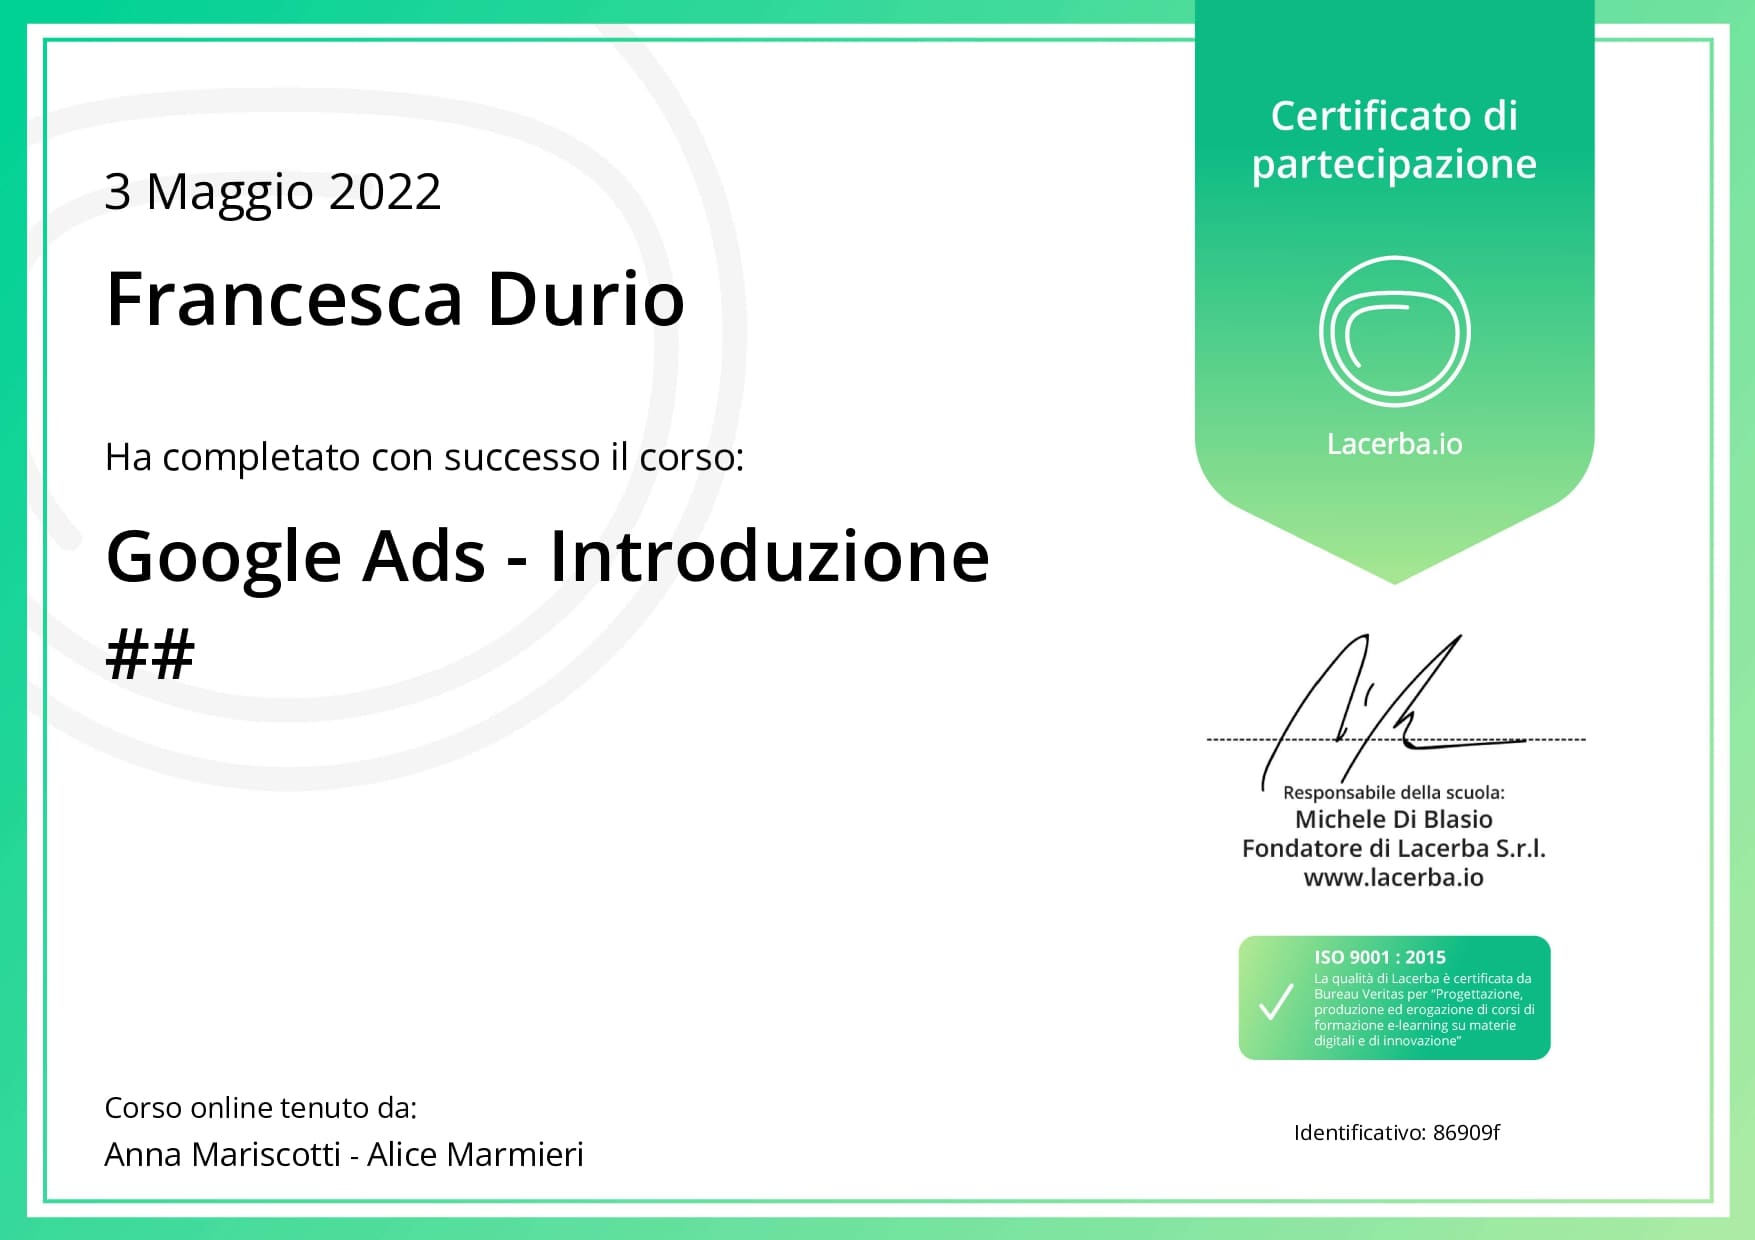 3 Maggio 2022
Francesca Durio
Ha completato con successo il corso:
Google Ads - Introduzione
##
Corso online tenuto da:
Anna Mariscotti - Alice Marmieri
Certificato di
partecipazione
Lacerba.io
Responsabile della scuola:
Michele Di Blasio
Fondatore di Lacerba S.r.l.
www.lacerba.io
ISO 9001 : 2015
La qualità di Lacerba è certificata da
Bureau Veritas per "Progettazione,
produzione ed erogazione di corsi di
formazione e-learning su materie
digitali e di innovazione"
Identificativo: 86909f